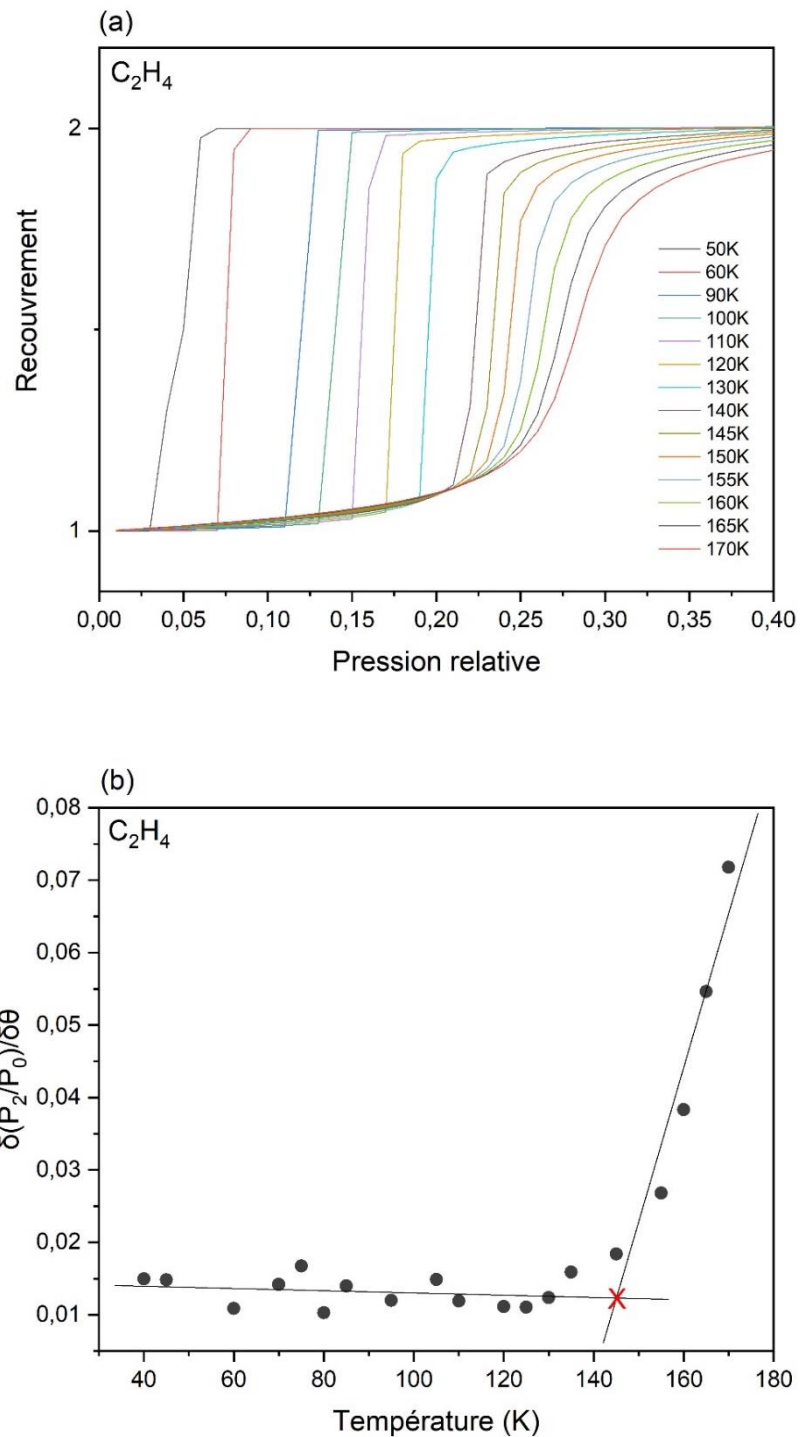 (a)
C₂H₄
2
1
Recouvrement
50K
60K
90K
100K
110K
120K
130K
140K
145K
150K
155K
160K
165K
170K
0,00 0,05 0,10 0,15 0,20 0,25 0,30 0,35 0,40
Pression relative
(b)
C₂H₄
0,08
0,07
0,06
0,05
0,04
0,03
0,02
0,01
δ(P₂/P₀)/δθ
40 60 80 100 120 140 160 180
Température (K)